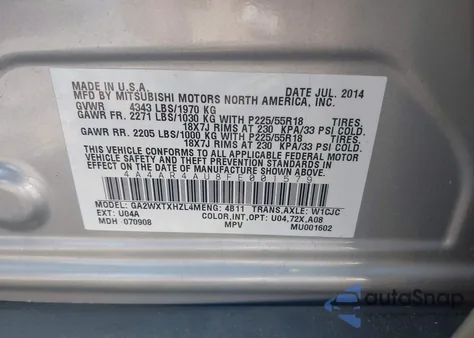 MADE IN U.S.A. DATE JUL. 2014
MFD BY MITSUBISHI MOTORS NORTH AMERICA, INC.
GVWR 4343 LBS/1970 KG
GAWR FR. 2271 LBS/1030 KG WITH P225/55R18 TIRES,
18X7J RIMS AT 230 KPA/33 PSI COLD.
GAWR RR. 2205 LBS/1000 KG WITH P225/55R18 TIRES,
18X7J RIMS AT 230 KPA/33 PSI COLD.
THIS VEHICLE CONFORMS TO ALL APPLICABLE FEDERAL MOTOR
VEHICLE SAFETY, BUMPER AND THEFT PREVENTION STANDARDS IN
EFFECT ON THE DATE OF MANUFACTURE SHOWN ABOVE.
4A4AR4AU8FE001579
MODEL: GA2WXTXHZL4MENG: 4B11 TRANS,AXLE: W1CJC
EXT: U04A COLOR,INT,OPT: U04,72X,A08
MDH 070908 MPV MU001602
autoSnap